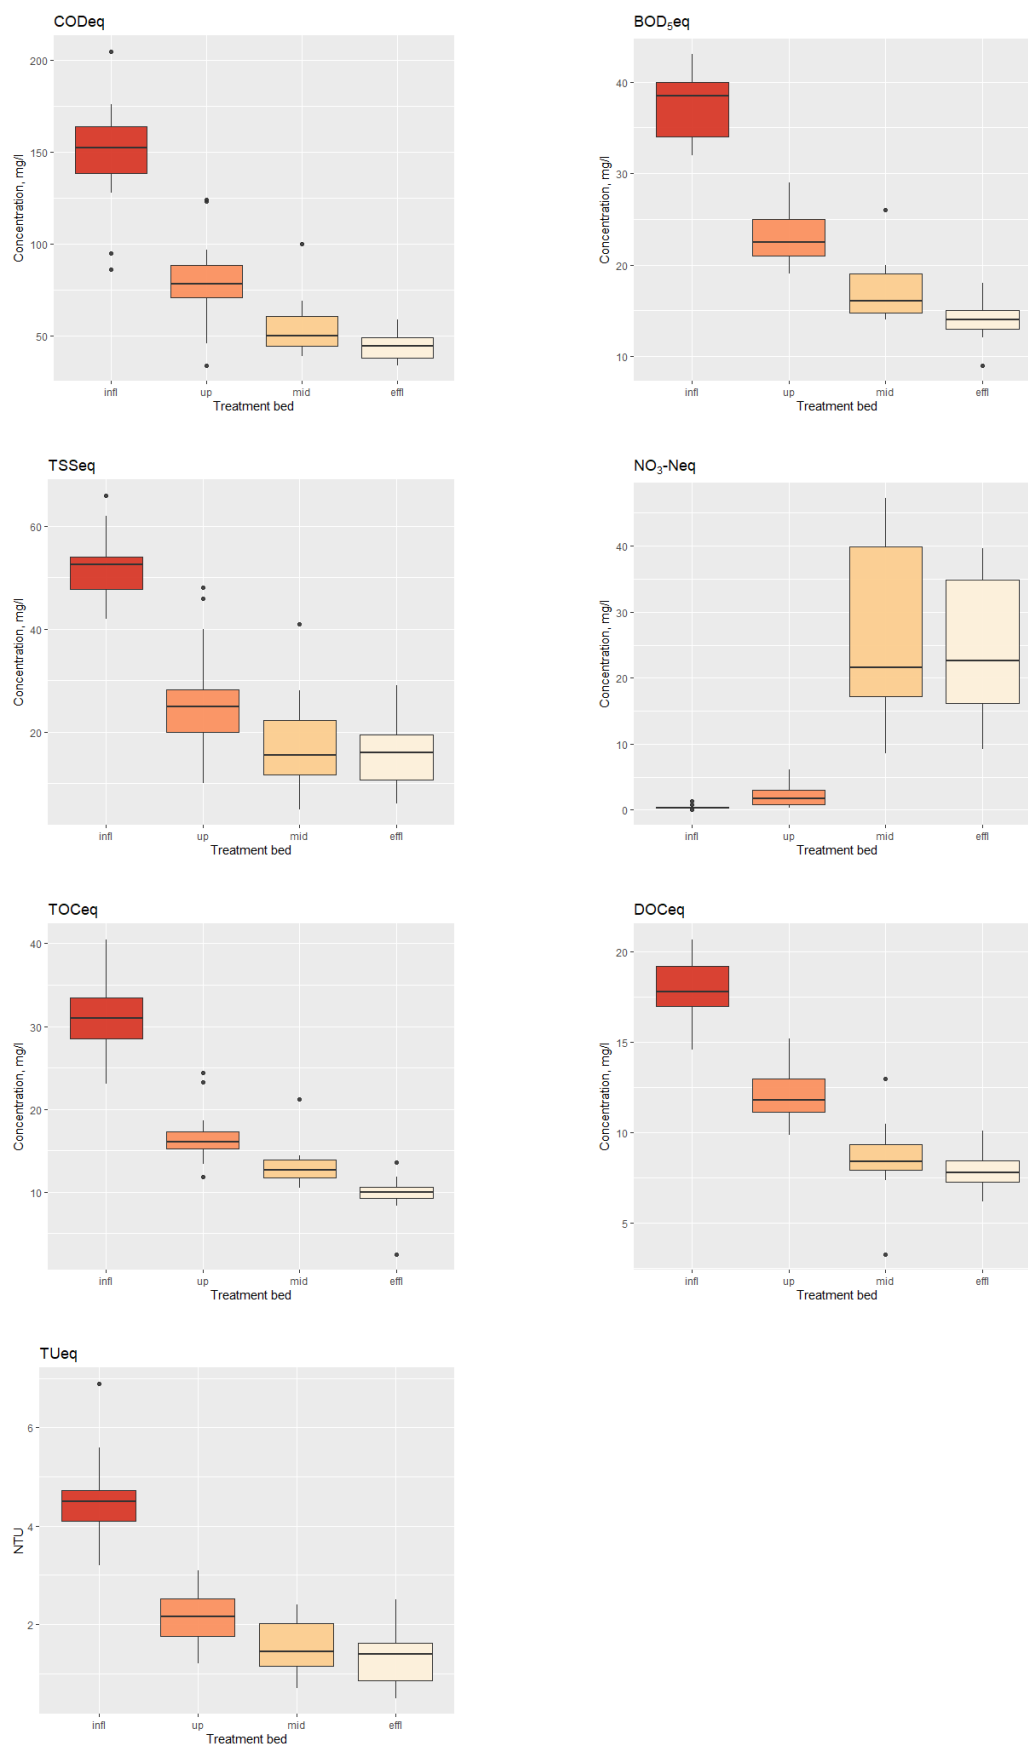 CODeq
Concentration, mg/l
200
150
100
50
infl up mid effl
Treatment bed
BOD₅eq
Concentration, mg/l
40
30
20
10
infl up mid effl
Treatment bed
TSSeq
Concentration, mg/l
60
40
20
infl up mid effl
Treatment bed
NO₃-Neq
Concentration, mg/l
40
30
20
10
0
infl up mid effl
Treatment bed
TOCeq
Concentration, mg/l
40
30
20
10
infl up mid effl
Treatment bed
DOCeq
Concentration, mg/l
20
15
10
5
infl up mid effl
Treatment bed
TUeq
NTU
6
4
2
infl up mid effl
Treatment bed